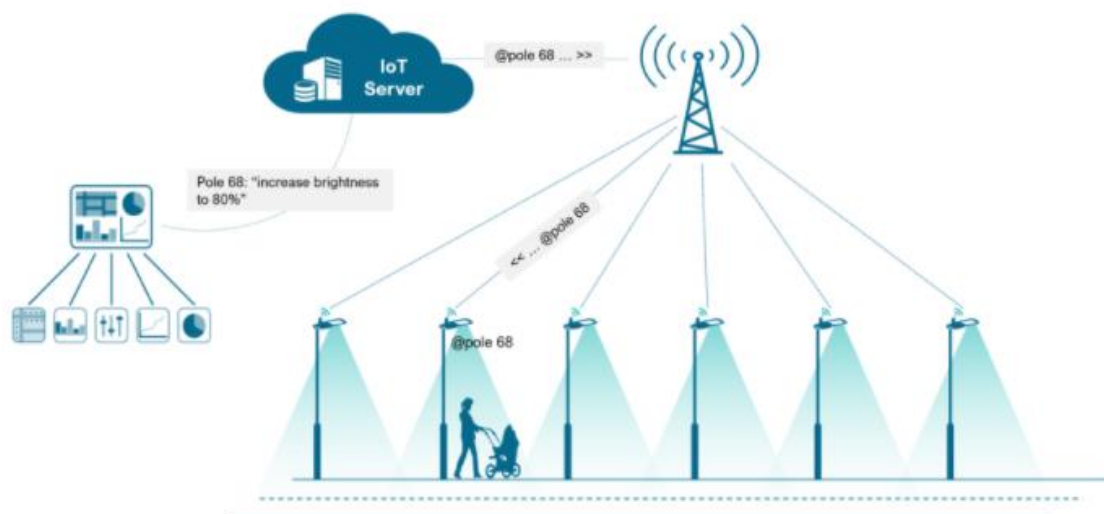 IoT
Server
@pole 68 ... >>
Pole 68: "increase brightness
to 80%"
<< ... @pole 68
@pole 68